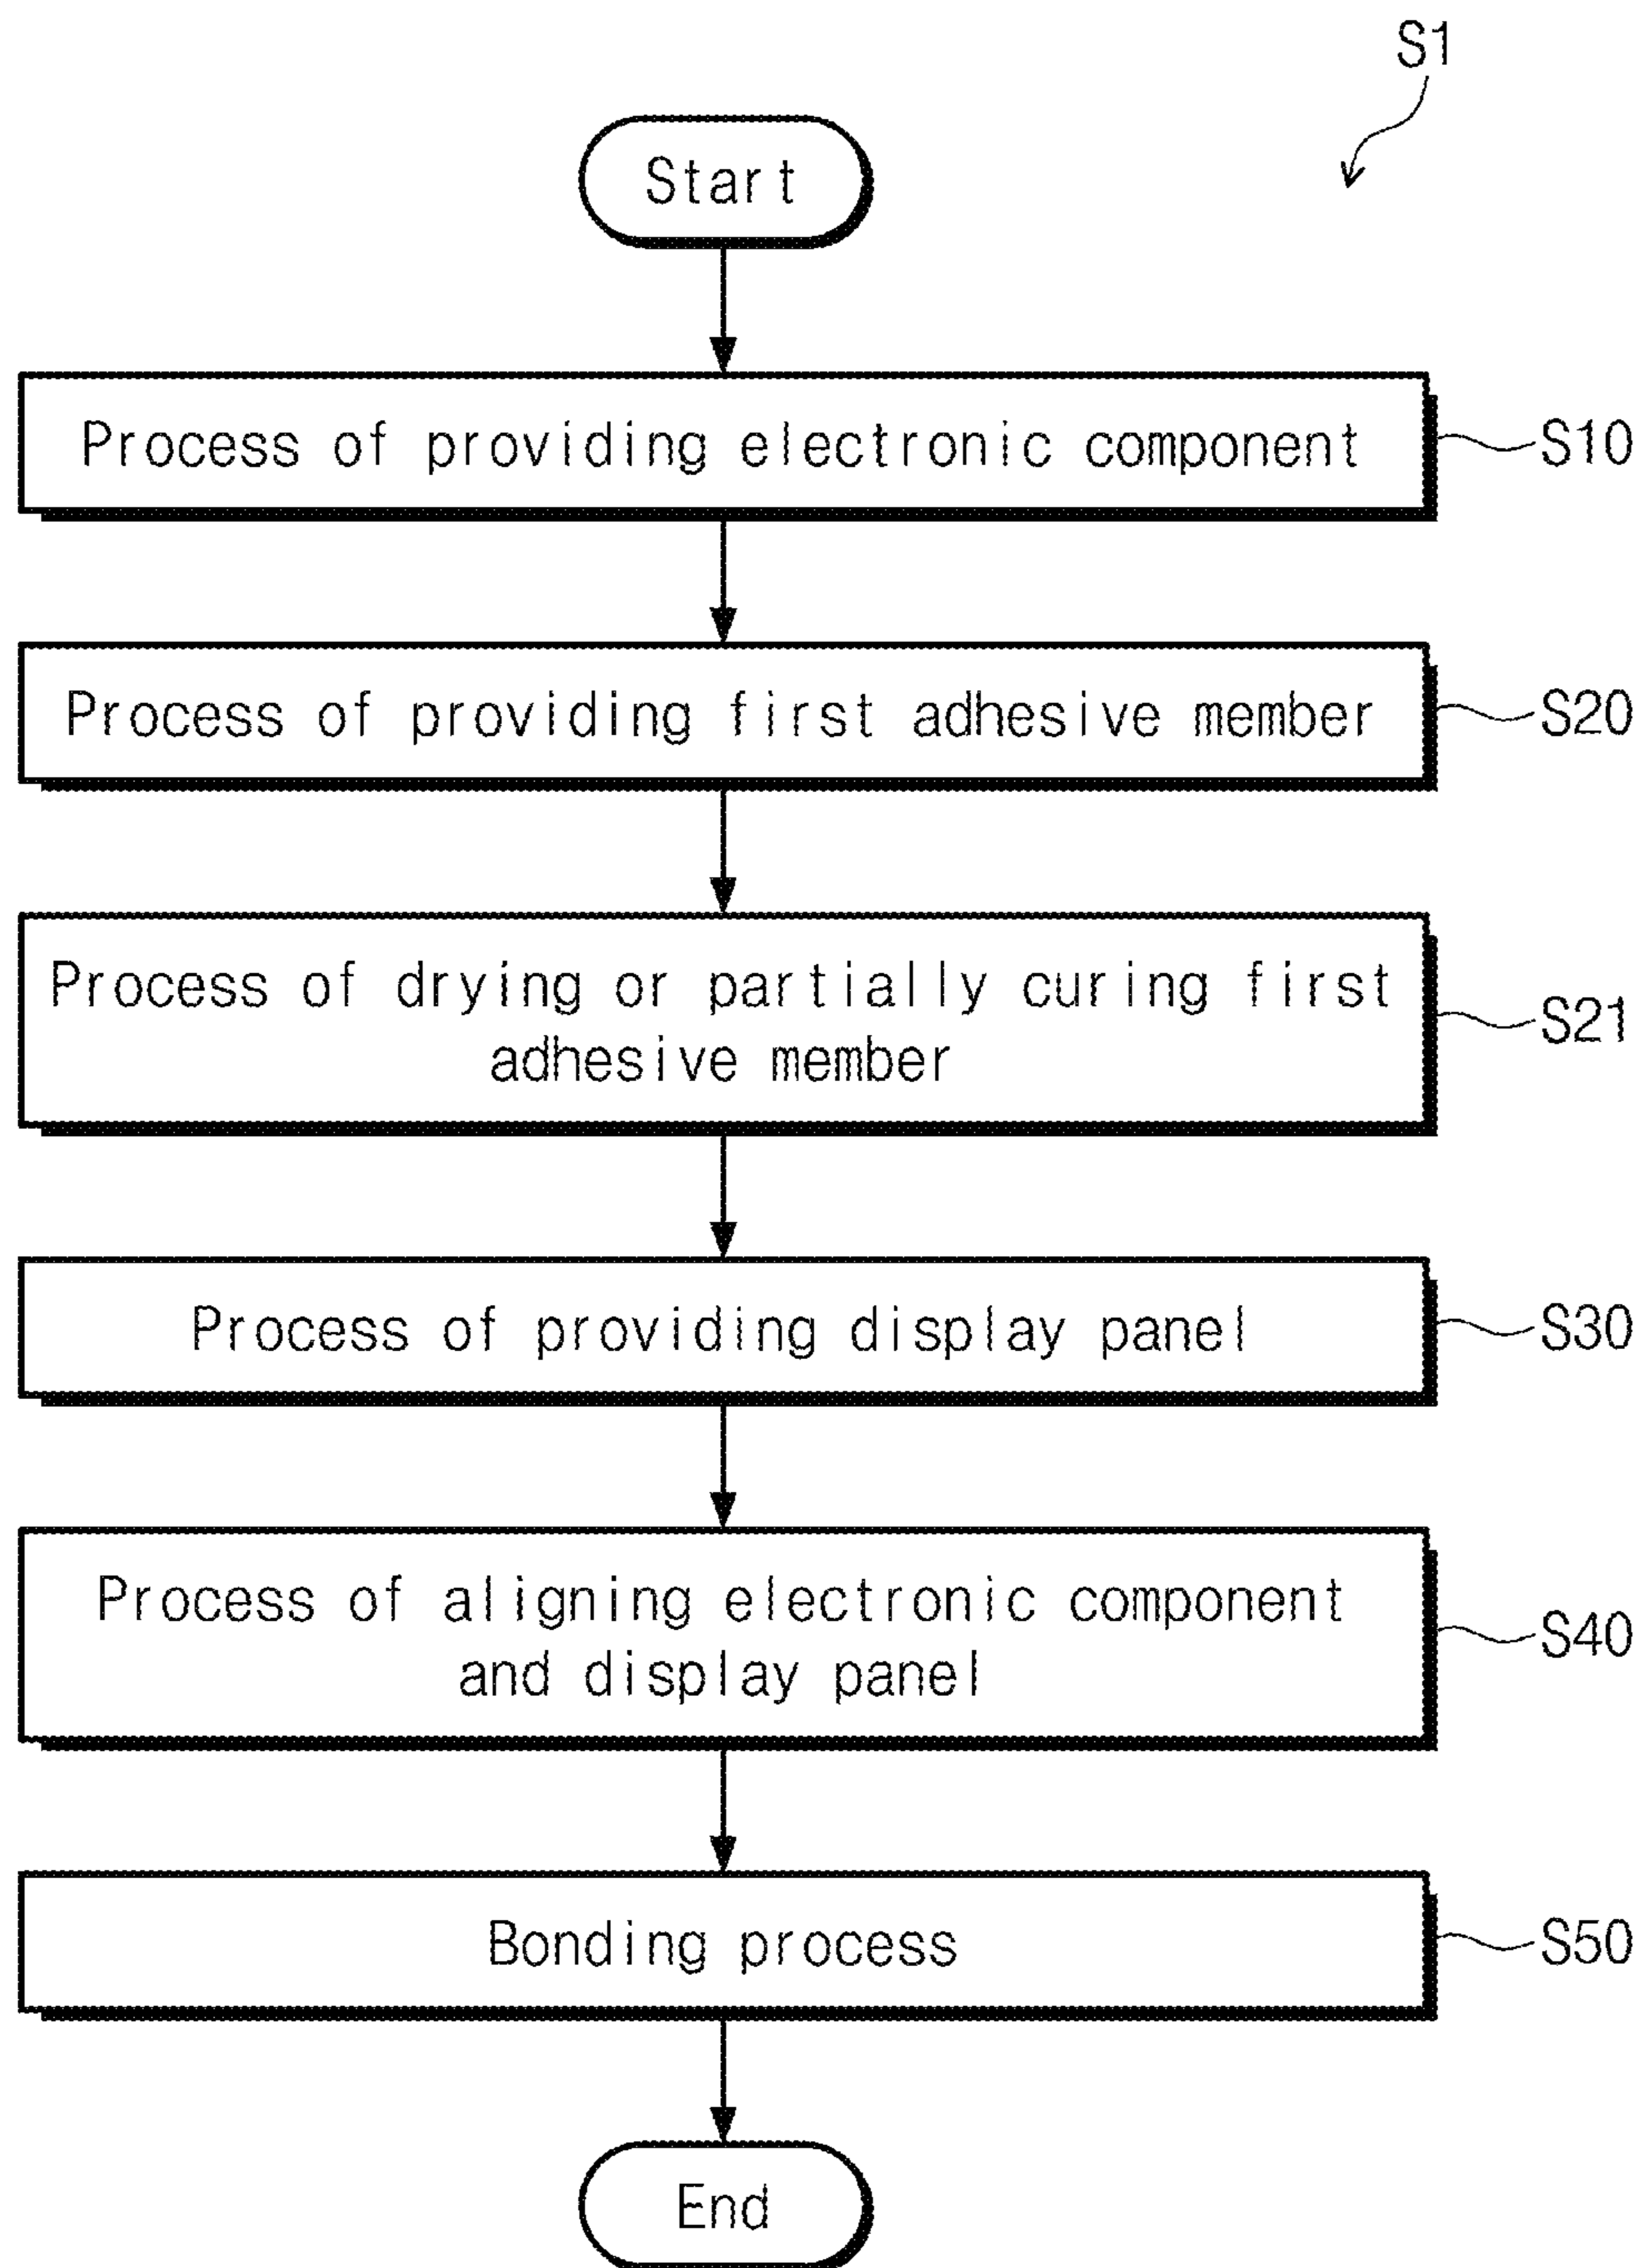 S1
Start
Process of providing electronic component
S10
Process of providing first adhesive member
S20
Process of drying or partially curing first
adhesive member
S21
Process of providing display panel
S30
Process of aligning electronic component
and display panel
S40
Bonding process
S50
End